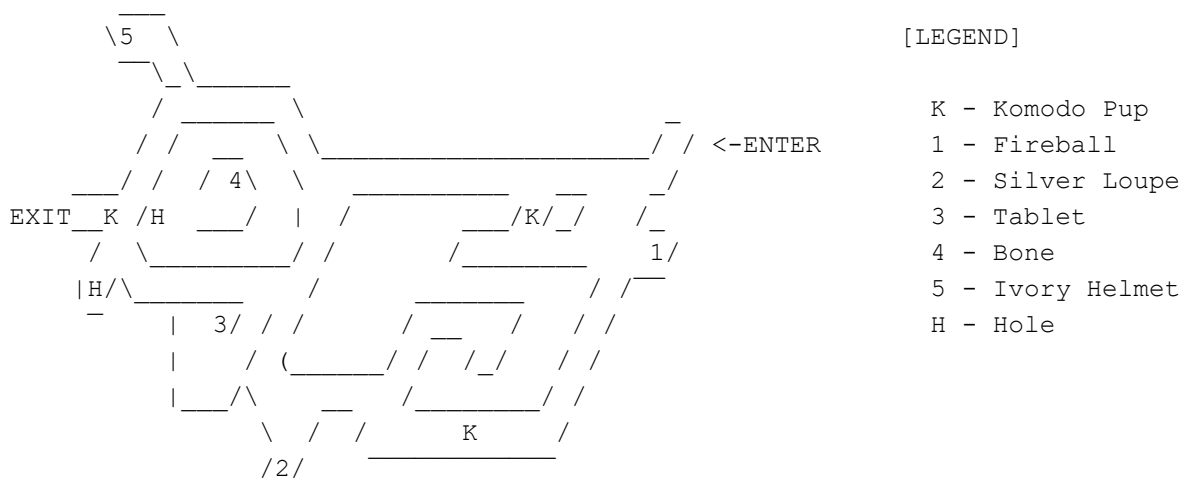 5 [LEGEND]
K - Komodo Pup
<-ENTER 1 - Fireball
4 2 - Silver Loupe
EXIT K H K 3 - Tablet
1 4 - Bone
H 5 - Ivory Helmet
3 H - Hole
K
2